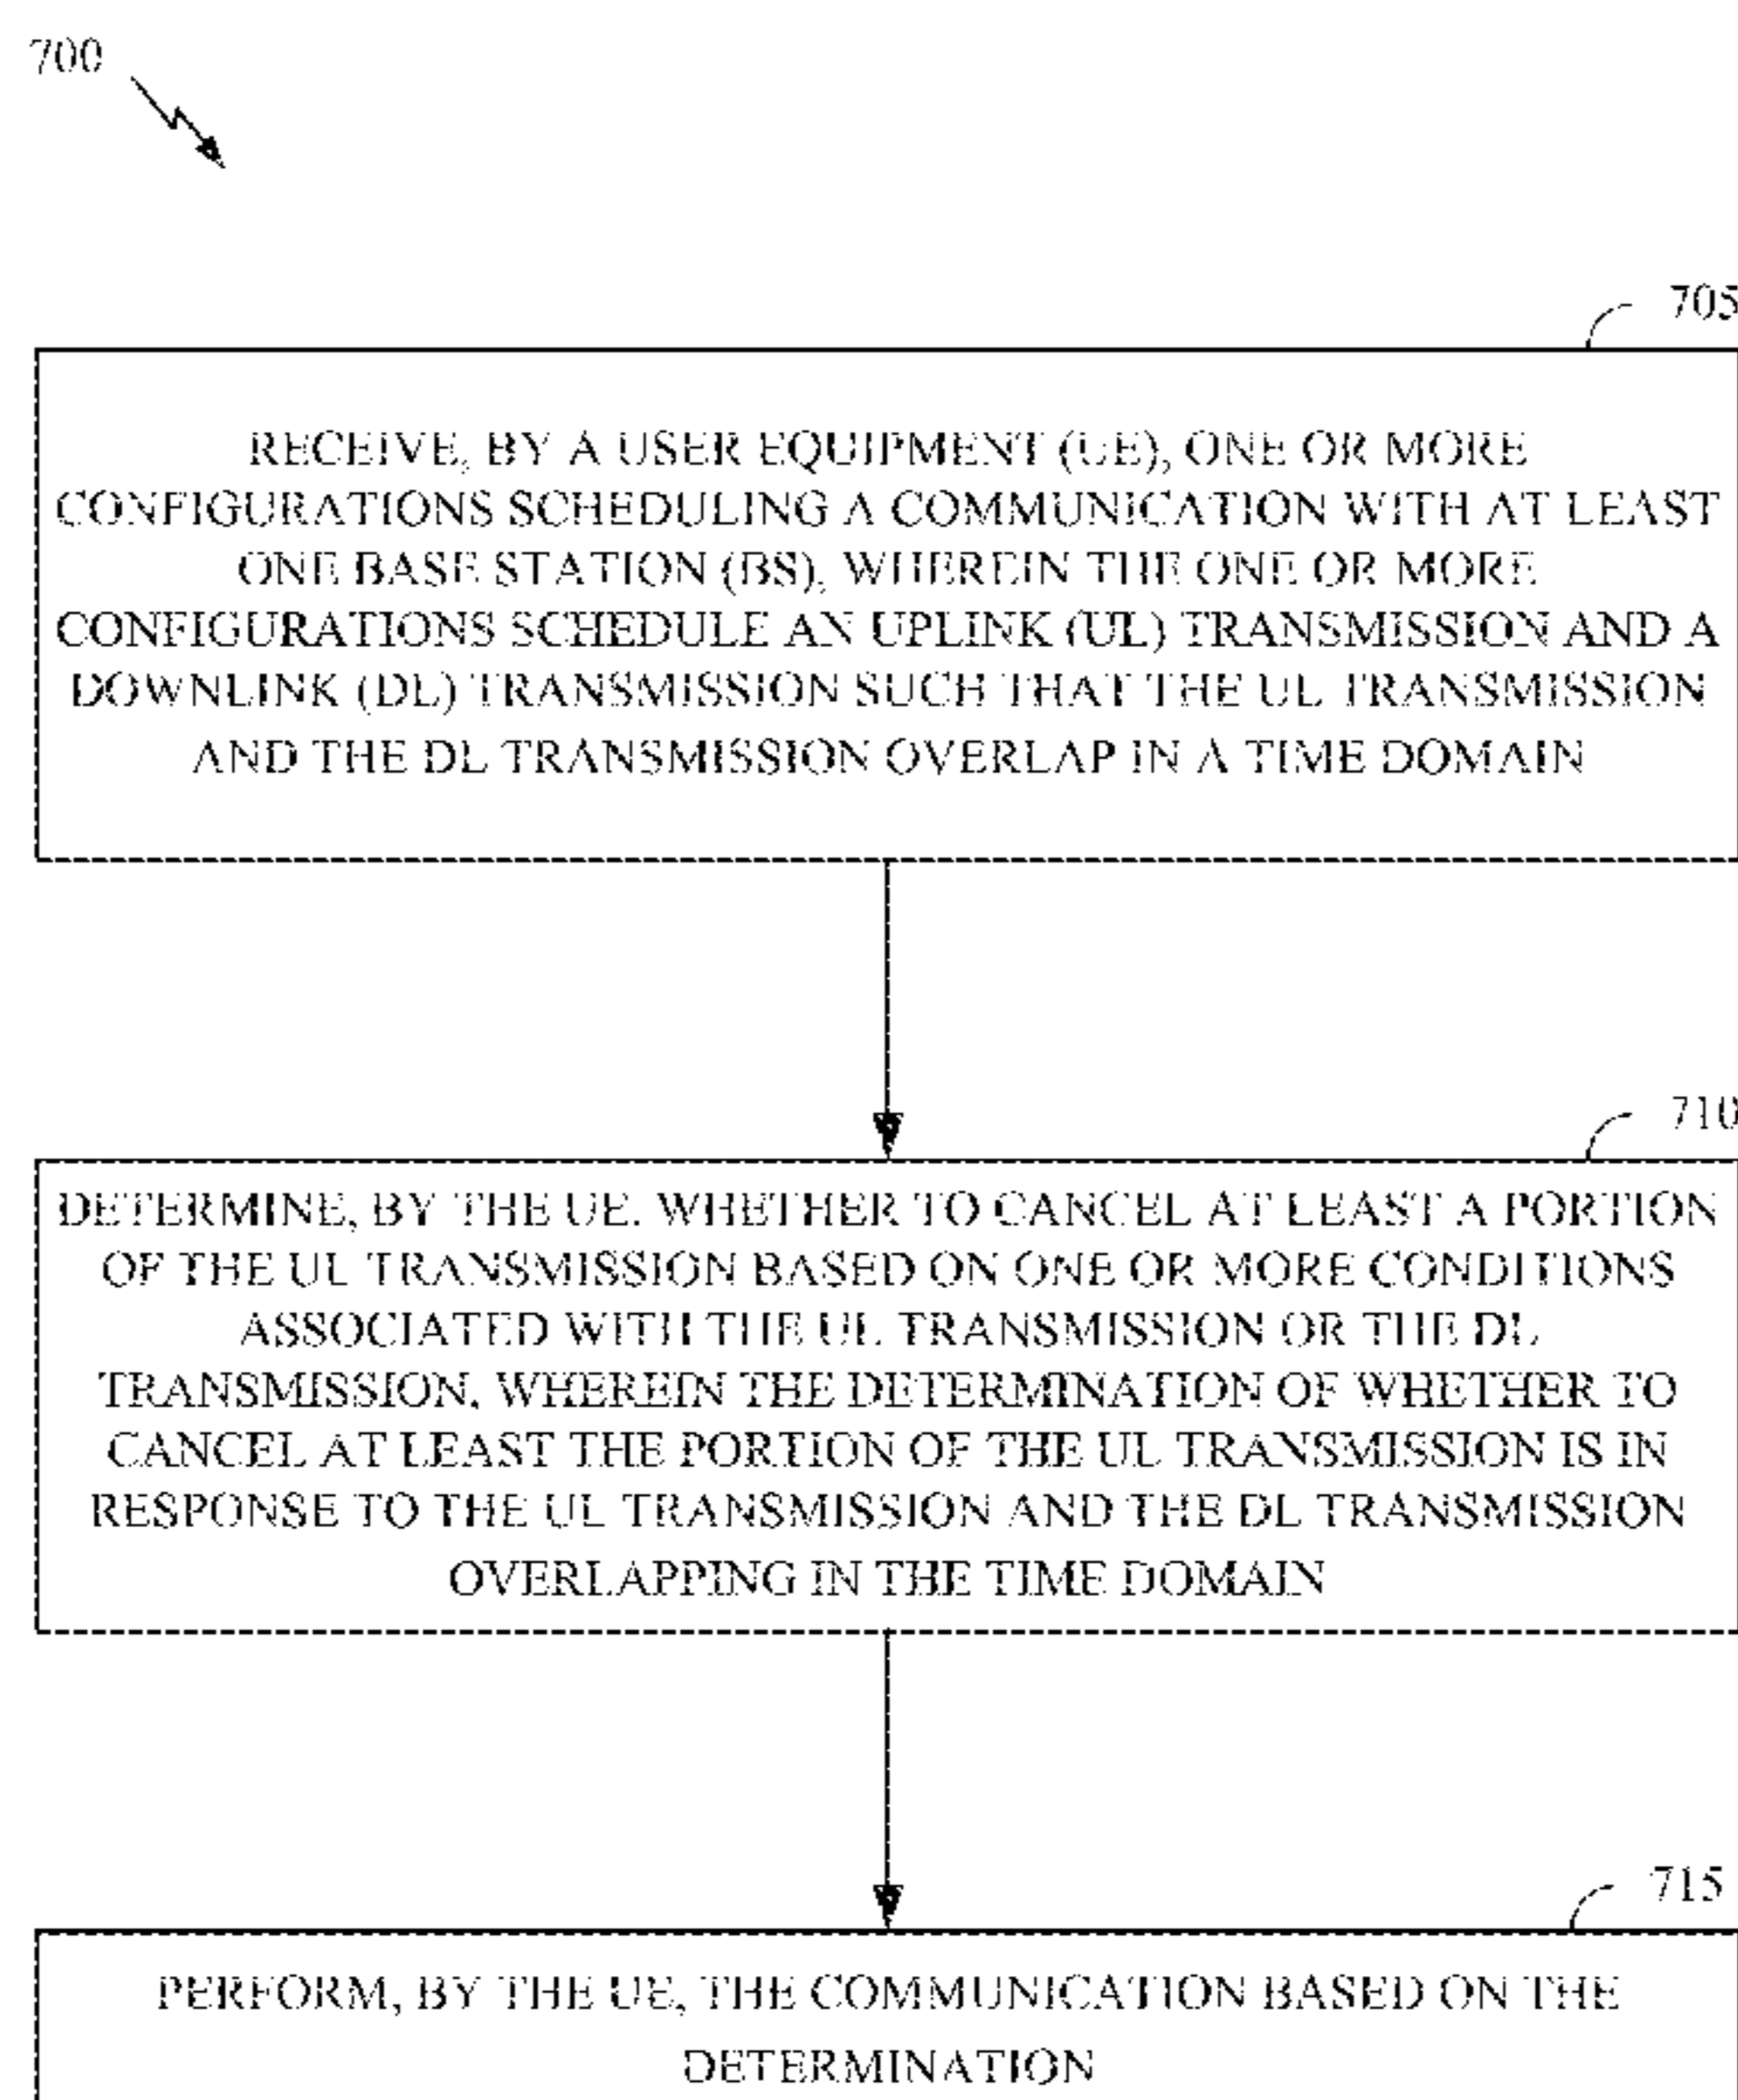 700
705
RECEIVE, BY A USER EQUIPMENT (UE), ONE OR MORE
CONFIGURATIONS SCHEDULING A COMMUNICATION WITH AT LEAST
ONE BASE STATION (BS), WHEREIN THE ONE OR MORE
CONFIGURATIONS SCHEDULE AN UPLINK (UL) TRANSMISSION AND A
DOWNLINK (DL) TRANSMISSION SUCH THAT THE UL TRANSMISSION
AND THE DL TRANSMISSION OVERLAP IN A TIME DOMAIN
710
DETERMINE, BY THE UE, WHETHER TO CANCEL AT LEAST A PORTION
OF THE UL TRANSMISSION BASED ON ONE OR MORE CONDITIONS
ASSOCIATED WITH THE UL TRANSMISSION OR THE DL
TRANSMISSION, WHEREIN THE DETERMINATION OF WHETHER TO
CANCEL AT LEAST THE PORTION OF THE UL TRANSMISSION IS IN
RESPONSE TO THE UL TRANSMISSION AND THE DL TRANSMISSION
OVERLAPPING IN THE TIME DOMAIN
715
PERFORM, BY THE UE, THE COMMUNICATION BASED ON THE
DETERMINATION